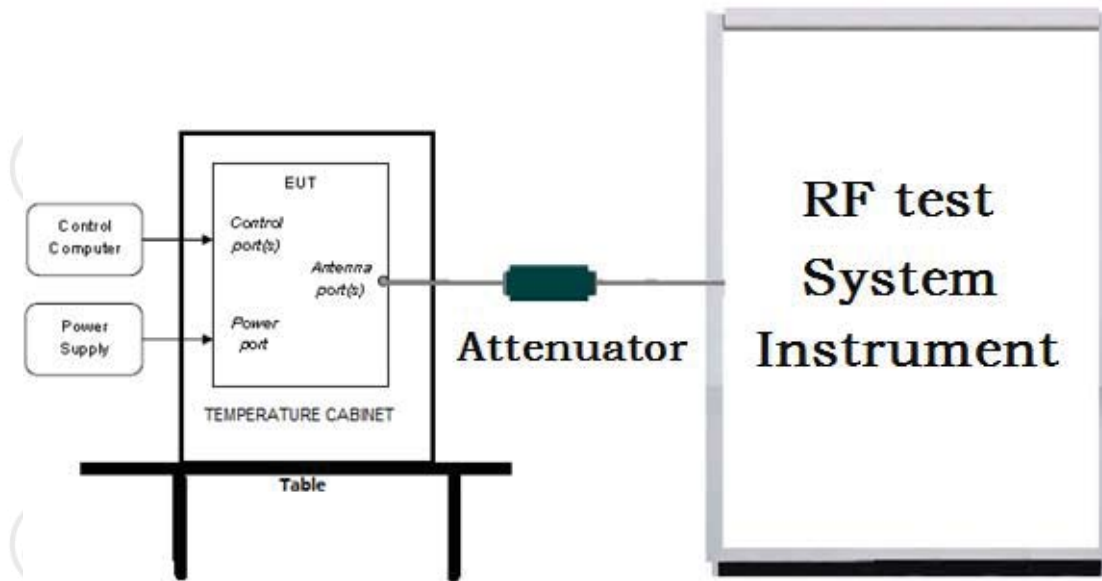 Control
Computer
Power
Supply
EUT
Control
port(s)
Antenna
port(s)
Power
port
TEMPERATURE CABINET
Table
Attenuator
RF test
System
Instrument